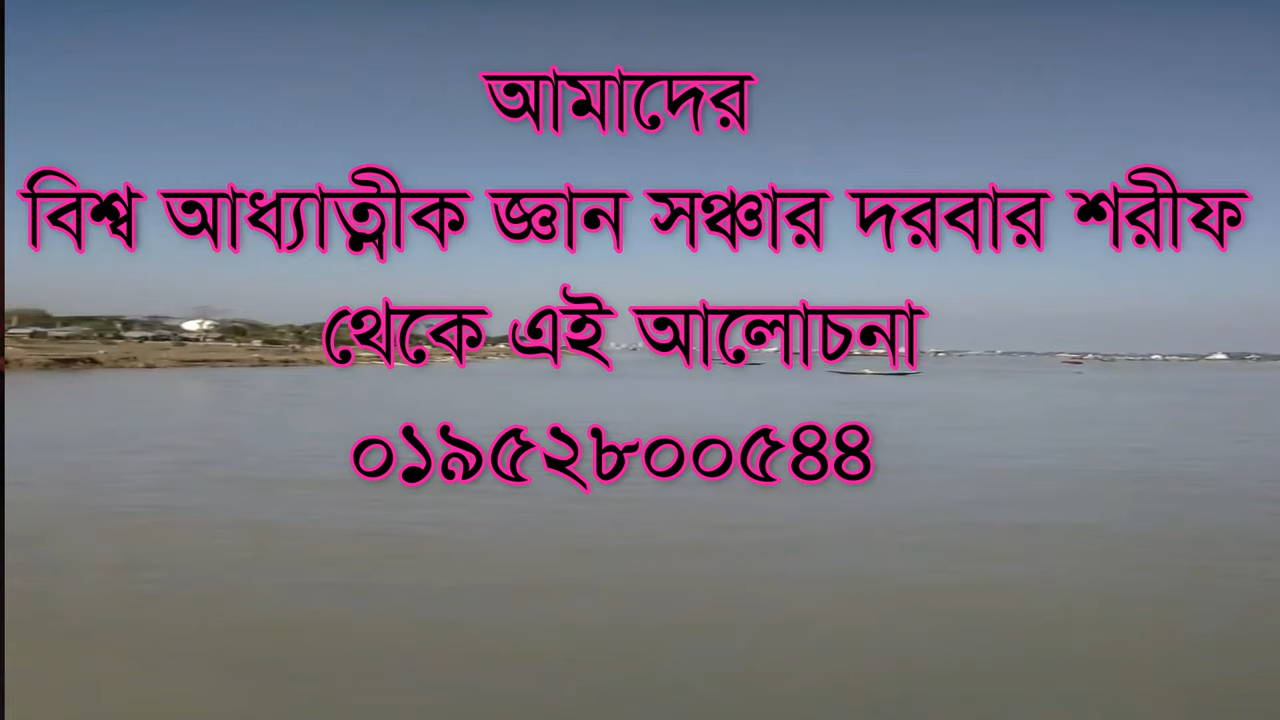 আমাদের
বিশ্ব আধ্যাত্নীক জ্ঞান সঞ্চার দরবার শরীফ
থেকে এই আলোচনা
০১৯৫২৮০০৫৪৪